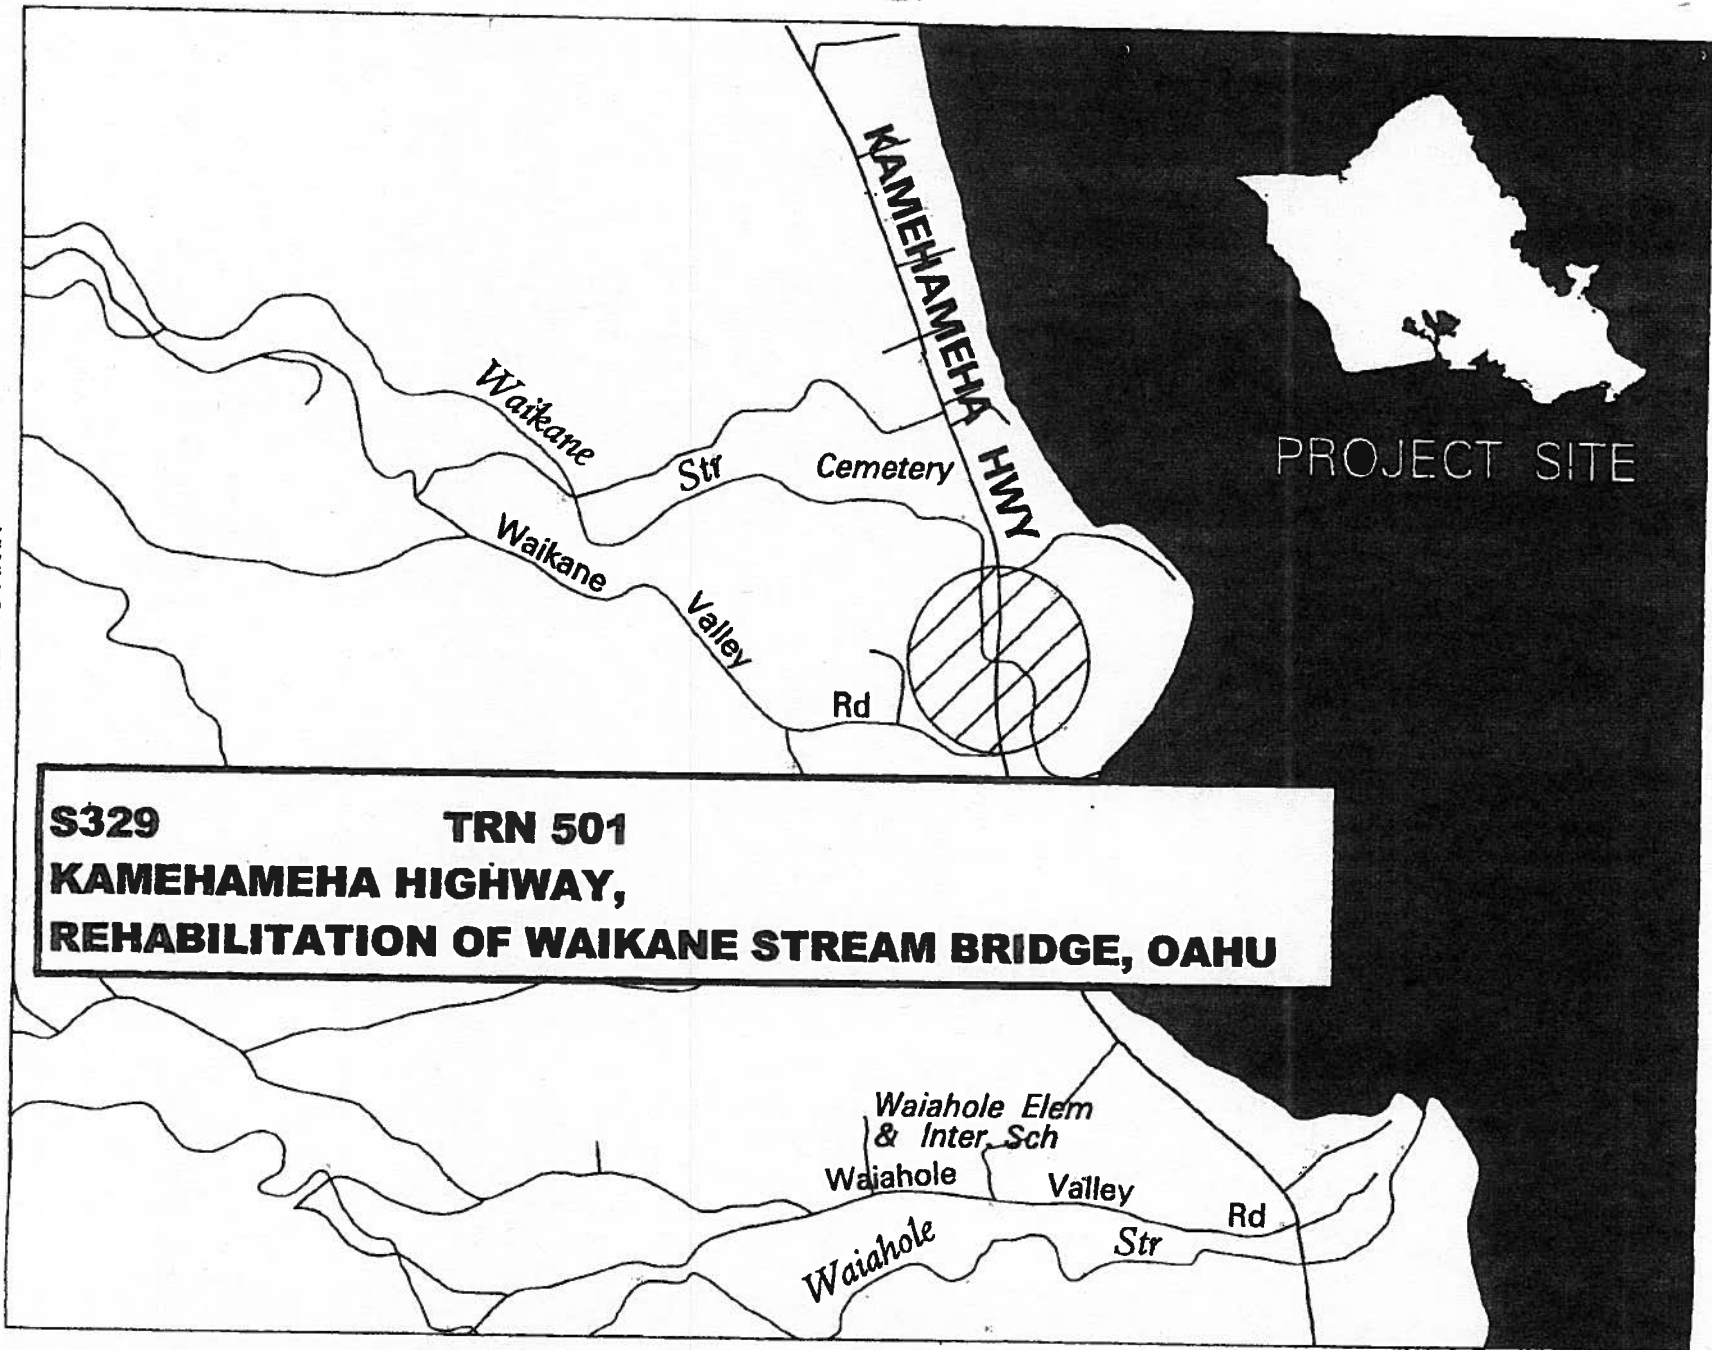 KAMEHAMEHA HWY
PROJECT SITE
Waikane
Str
Cemetery
Waikane
Valley
Rd
S329 TRN 501
KAMEHAMEHA HIGHWAY,
REHABILITATION OF WAIKANE STREAM BRIDGE, OAHU
Waiahole Elem
& Inter. Sch
Waiahole
Valley
Rd
Waiahole
Str